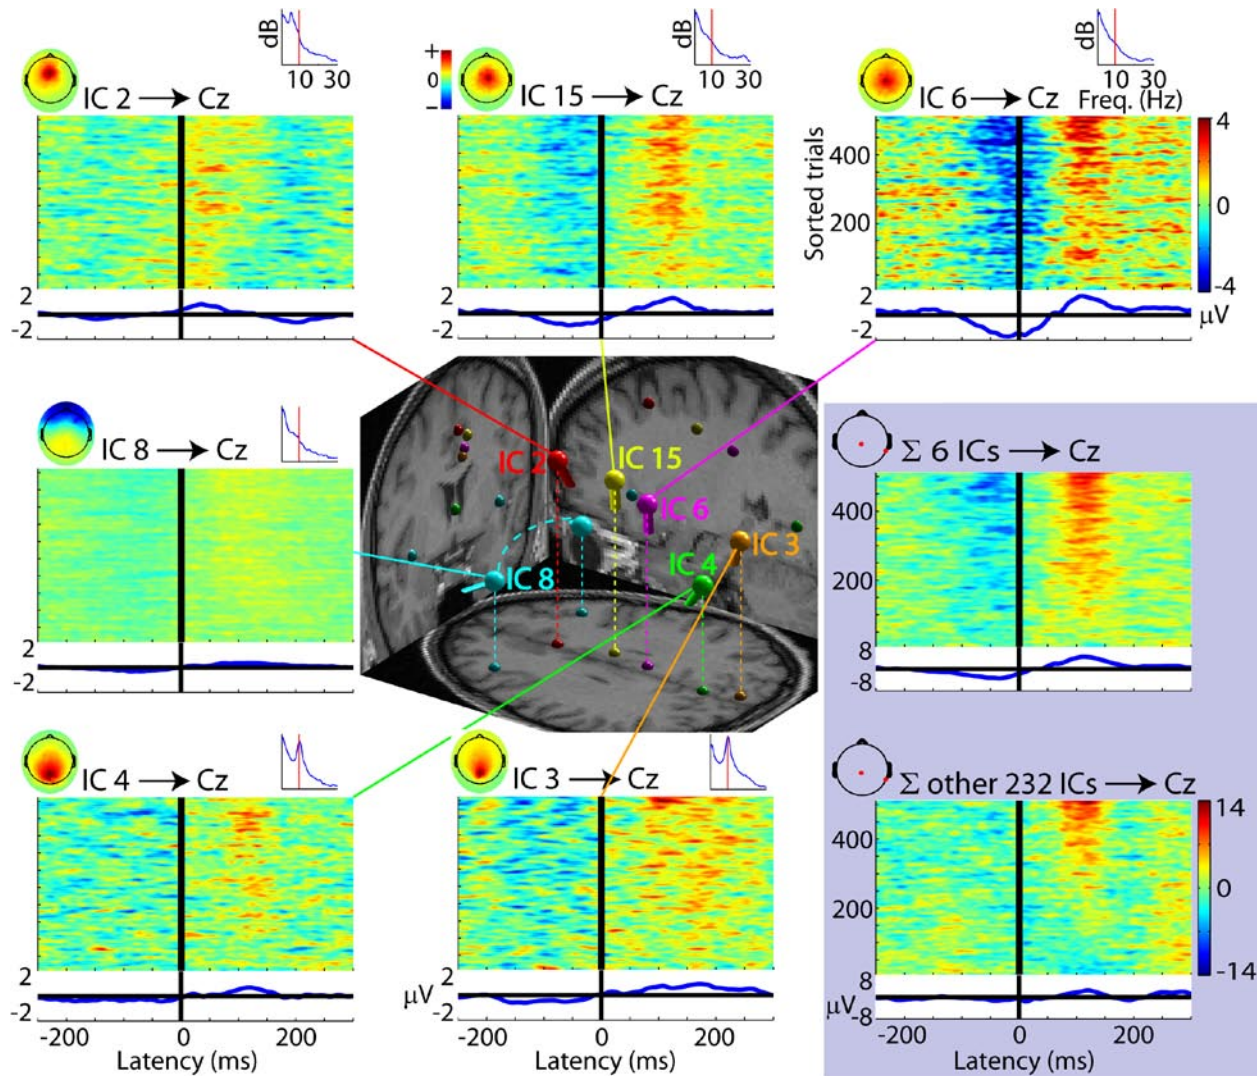 dB
10 30
IC 2 → Cz
2
-2
+
0
−
dB
10 30
IC 15 → Cz
dB
10 30
Freq. (Hz)
IC 6 → Cz
Sorted trials
400
200
4
0
-4
μV
2
-2
IC 8 → Cz
2
-2
IC 2
IC 15
IC 6
IC 3
IC 4
IC 8
Σ 6 ICs → Cz
400
200
8
-8
IC 4 → Cz
2
-2
-200 0 200
Latency (ms)
IC 3 → Cz
μV
2
-2
-200 0 200
Latency (ms)
Σ other 232 ICs → Cz
400
200
14
0
-14
μV
8
-8
-200 0 200
Latency (ms)